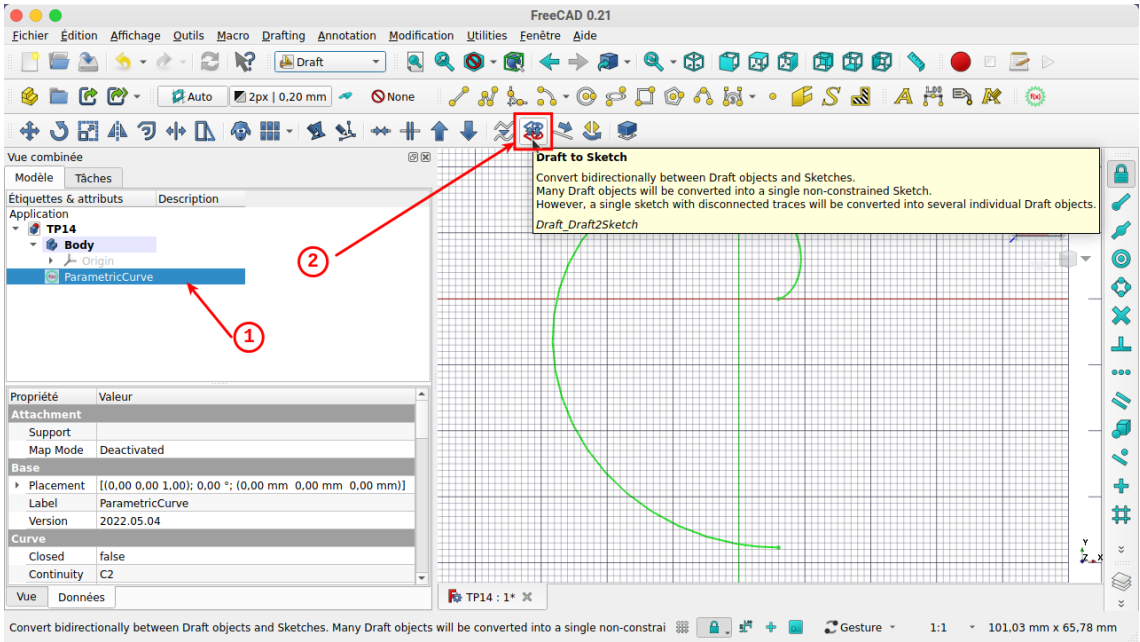 FreeCAD 0.21
Fichier Édition Affichage Outils Macro Drafting Annotation Modification Utilities Fenêtre Aide
Draft
Auto 2px | 0,20 mm None
Vue combinée
Draft to Sketch
Modèle Tâches
Convert bidirectionally between Draft objects and Sketches.
Many Draft objects will be converted into a single non-constrained Sketch.
However, a single sketch with disconnected traces will be converted into several individual Draft objects.
Draft_Draft2Sketch
Étiquettes & attributs Description
Application
TP14
Body
Origin
ParametricCurve
2
1
Propriété Valeur
Attachment
Support
Map Mode Deactivated
Base
Placement [(0,00 0,00 1,00); 0,00 °; (0,00 mm 0,00 mm 0,00 mm)]
Label ParametricCurve
Version 2022.05.04
Curve
Closed false
Continuity C2
Y
Z X
Vue Données
TP14 : 1*
Convert bidirectionally between Draft objects and Sketches. Many Draft objects will be converted into a single non-constrai Gesture 1:1 101,03 mm x 65,78 mm